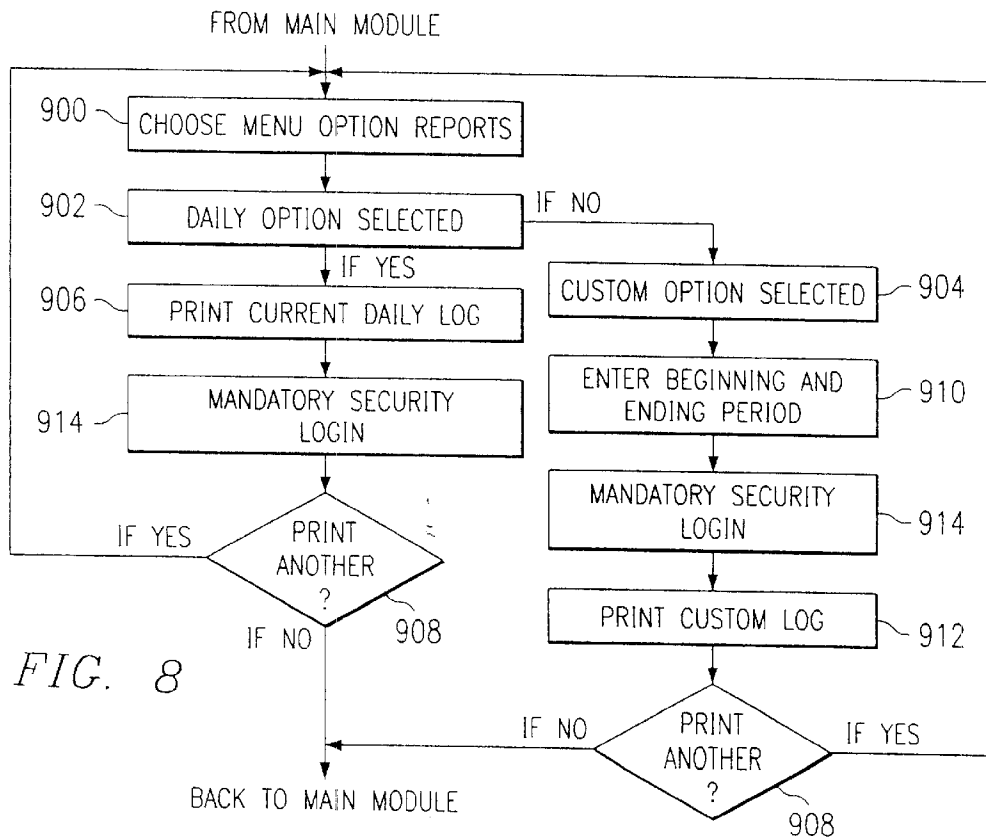 FROM MAIN MODULE
900
CHOOSE MENU OPTION REPORTS
902
DAILY OPTION SELECTED
IF NO
IF YES
906
PRINT CURRENT DAILY LOG
CUSTOM OPTION SELECTED
904
914
MANDATORY SECURITY
LOGIN
ENTER BEGINNING AND
ENDING PERIOD
910
MANDATORY SECURITY
LOGIN
914
IF YES
PRINT
ANOTHER
?
908
IF NO
PRINT CUSTOM LOG
912
FIG. 8
IF NO
PRINT
ANOTHER
?
IF YES
908
BACK TO MAIN MODULE